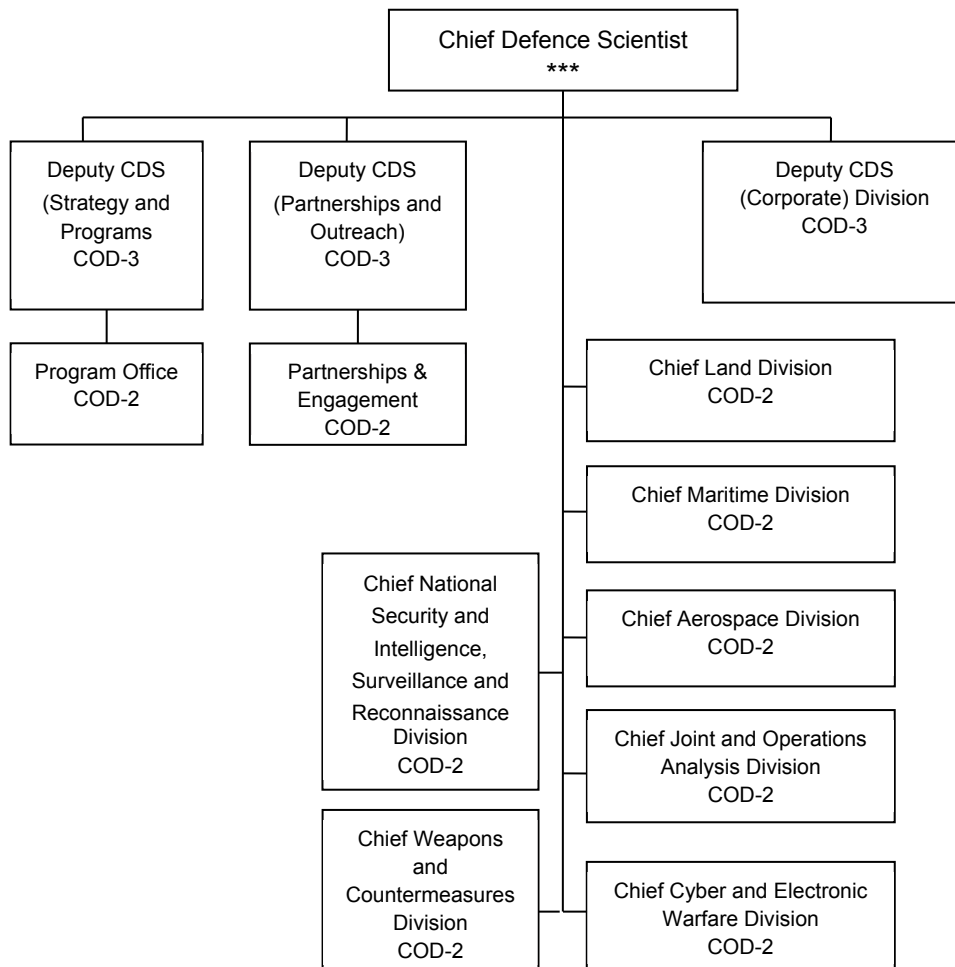 Chief Defence Scientist
***
Deputy CDS
(Strategy and
Programs
COD-3
Deputy CDS
(Partnerships and
Outreach)
COD-3
Deputy CDS
(Corporate) Division
COD-3
Program Office
COD-2
Partnerships &
Engagement
COD-2
Chief Land Division
COD-2
Chief Maritime Division
COD-2
Chief National
Security and
Intelligence,
Surveillance and
Reconnaissance
Division
COD-2
Chief Aerospace Division
COD-2
Chief Joint and Operations
Analysis Division
COD-2
Chief Weapons
and
Countermeasures
Division
COD-2
Chief Cyber and Electronic
Warfare Division
COD-2